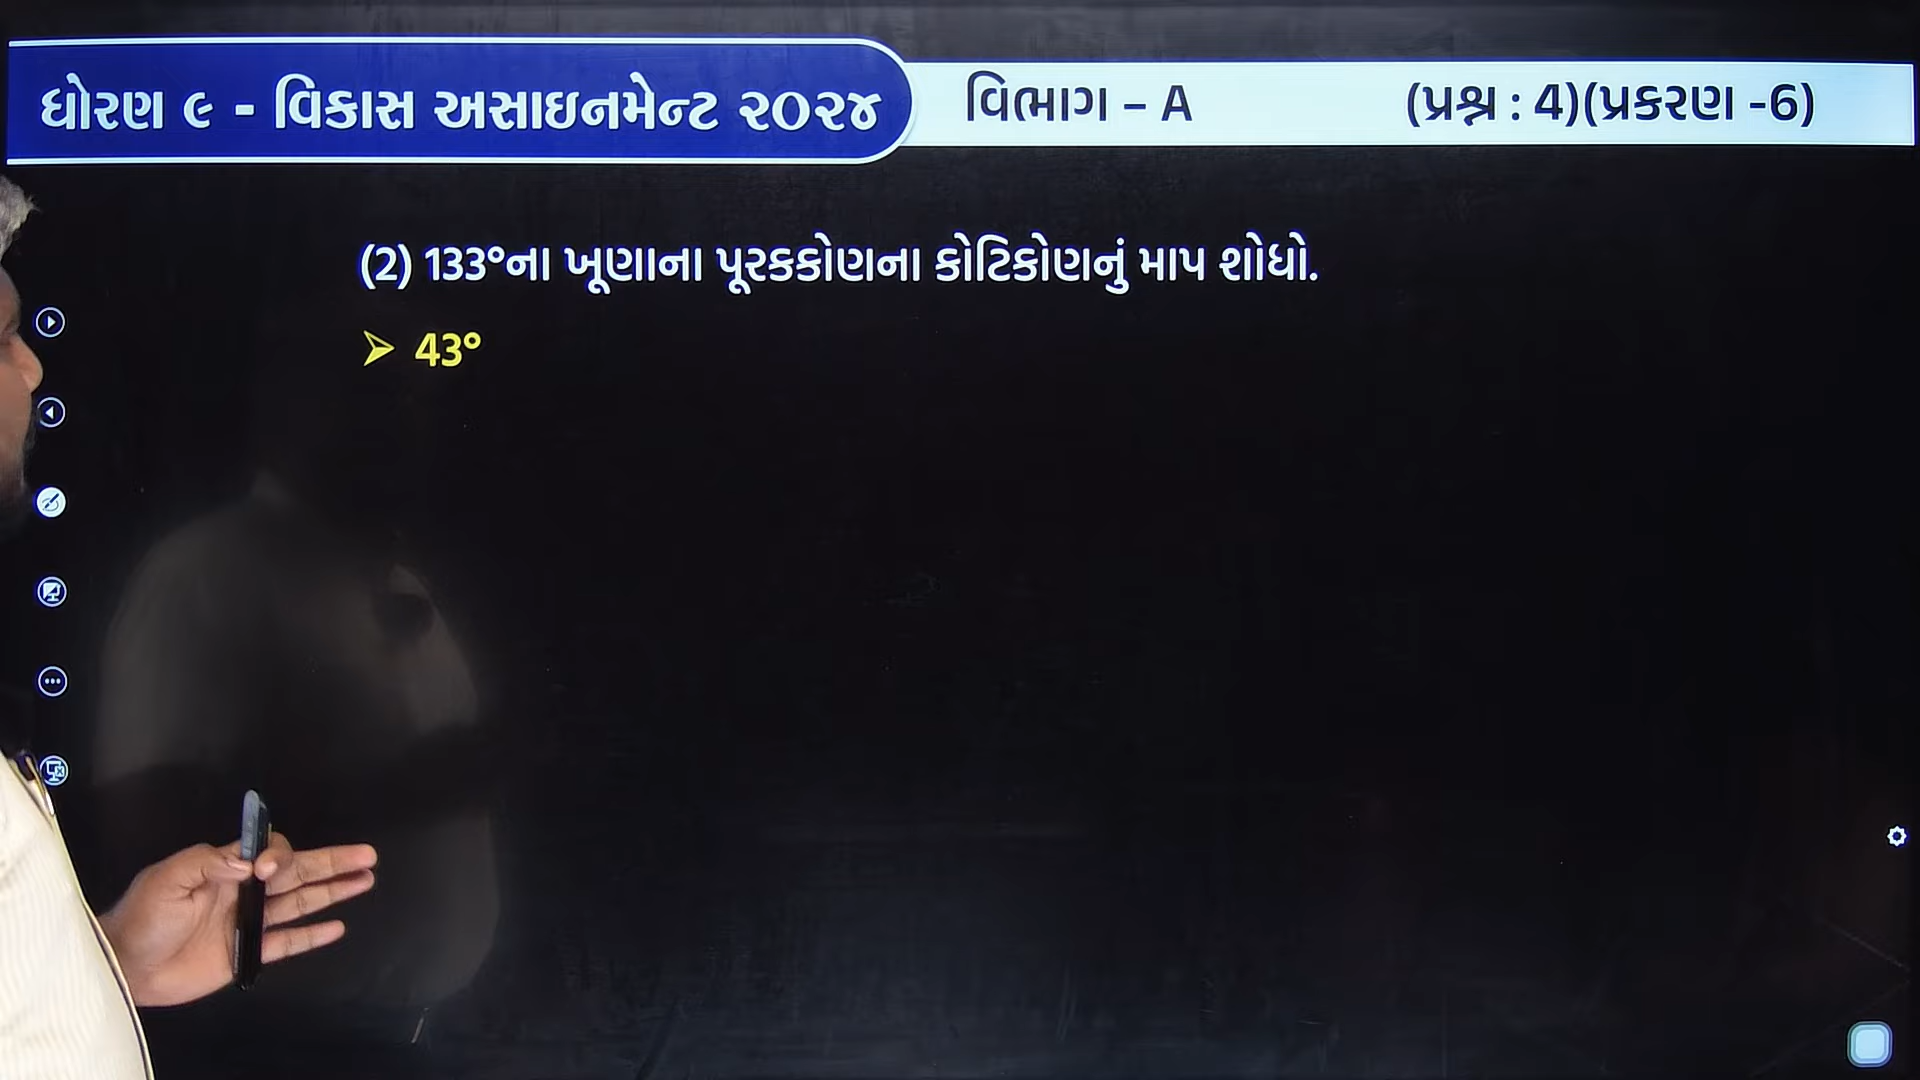 ધોરણ ૯ - વિકાસ અસાઇનમેન્ટ ૨૦૨૪
વિભાગ – A
(પ્રશ્ન : 4)(પ્રકરણ -6)
(2) 133°ના ખૂણાના પૂરકકોણના કોટિકોણનું માપ શોધો.
➢ 43°